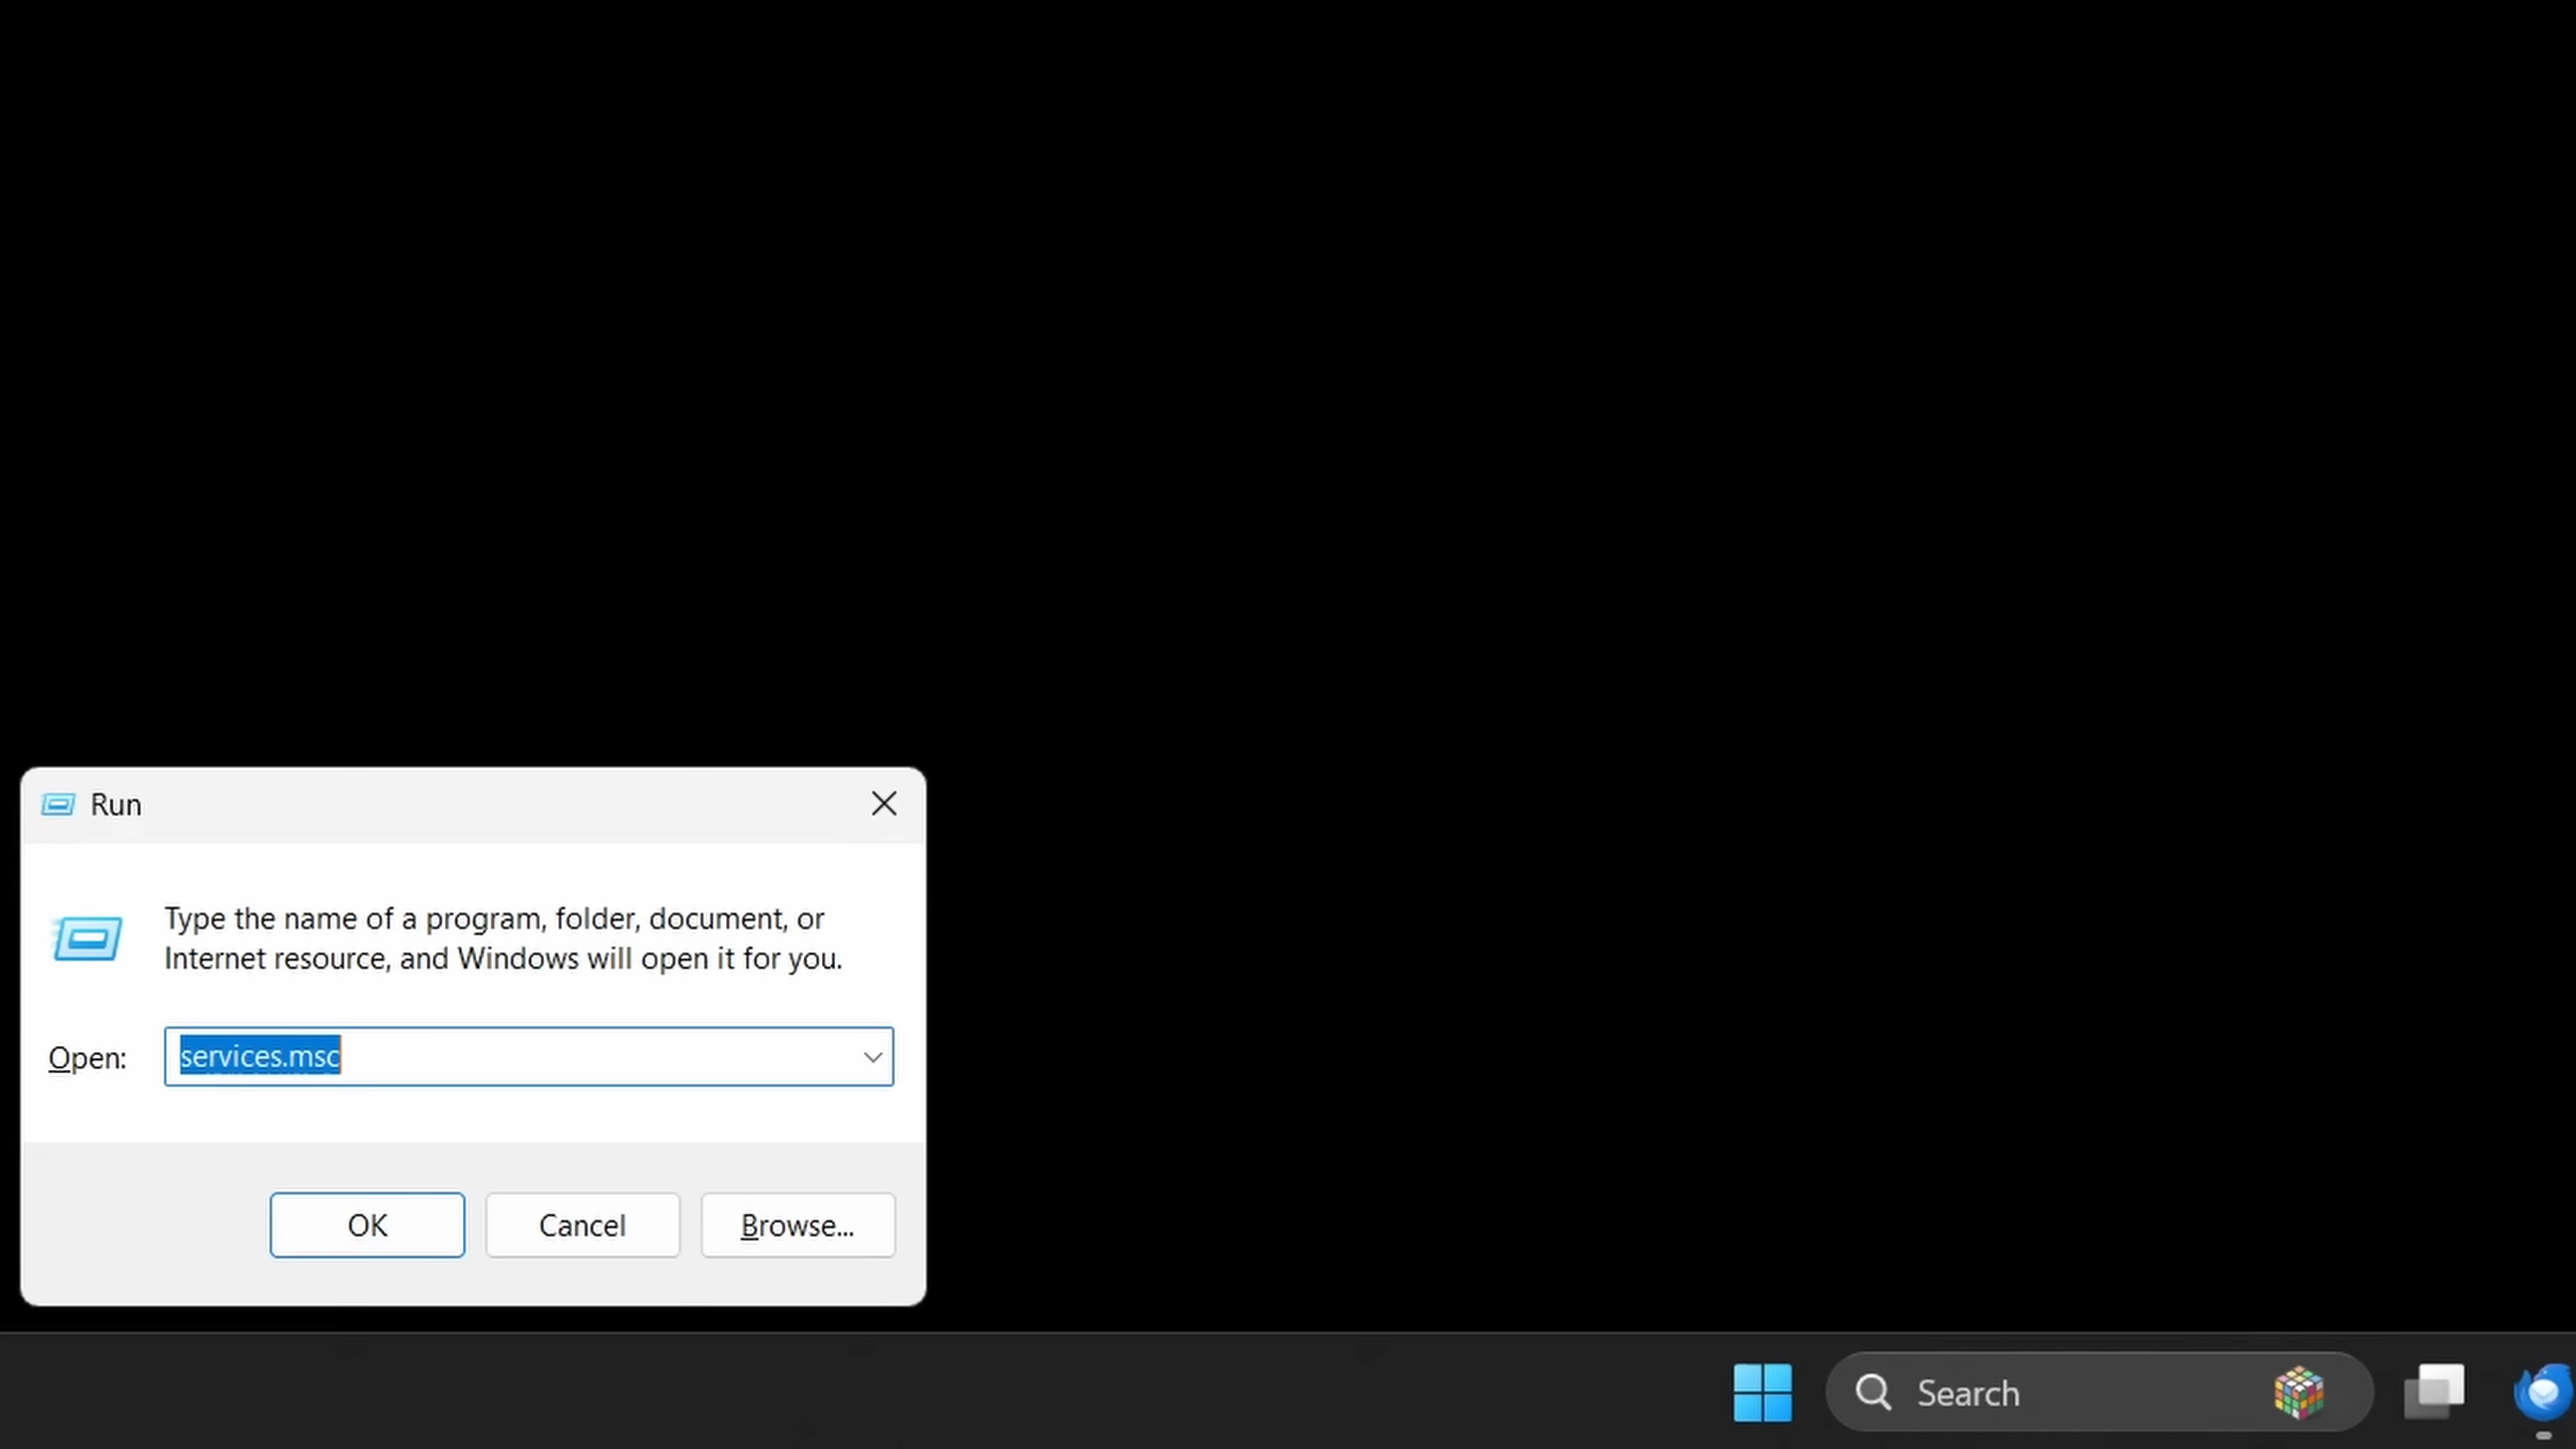 Run
Type the name of a program, folder, document, or
Internet resource, and Windows will open it for you.
Open:
services.msc
OK
Cancel
Browse...
Search